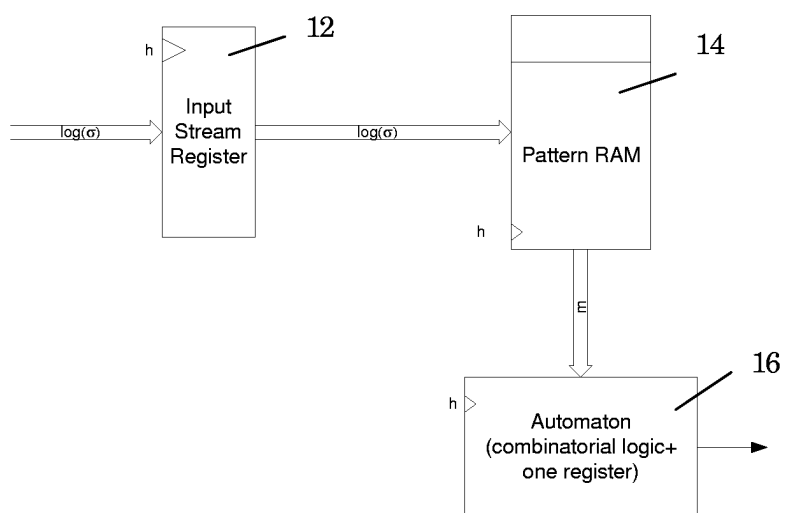 12
h
Input
Stream
Register
log(σ)
log(σ)
14
Pattern RAM
h
m
16
h
Automaton
(combinatorial logic+
one register)